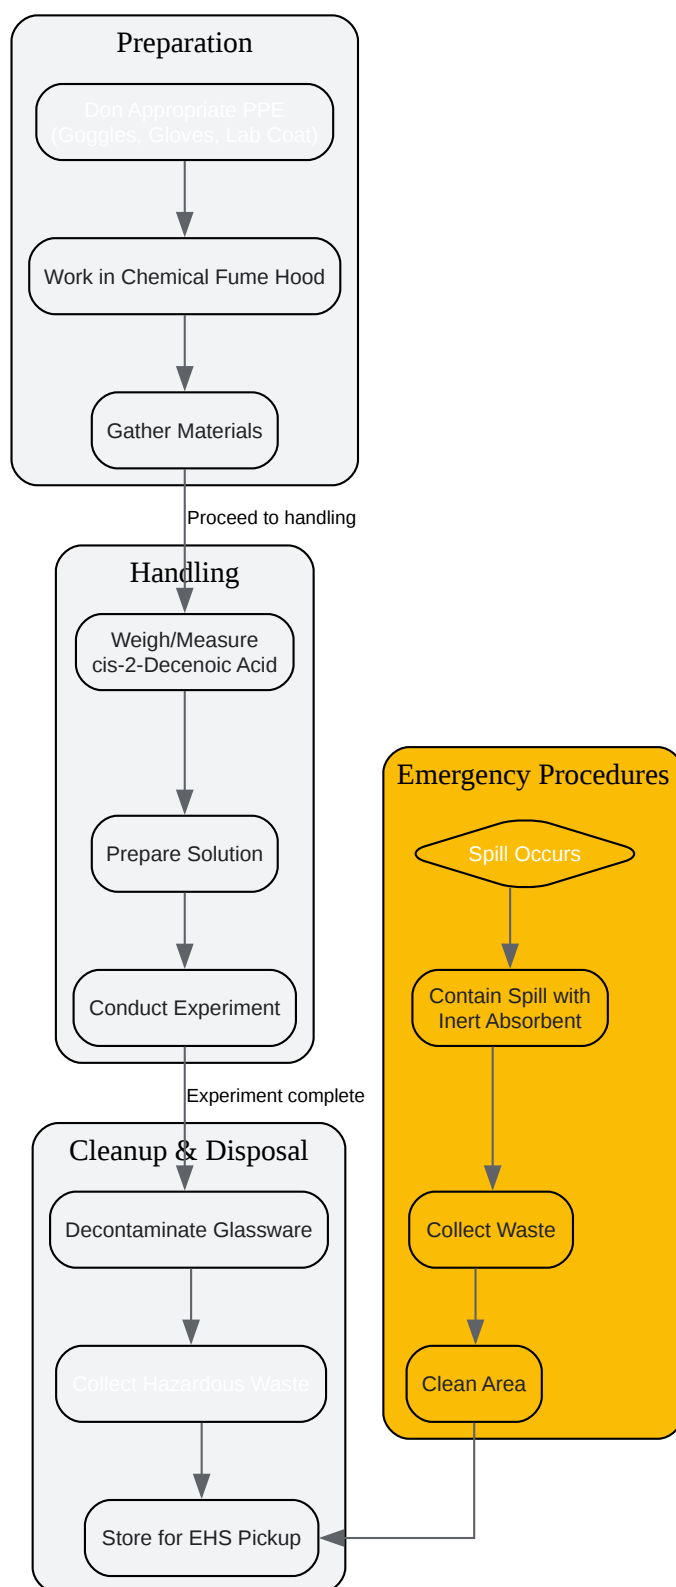 Preparation
Don Appropriate PPE
(Goggles, Gloves, Lab Coat)
Work in Chemical Fume Hood
Gather Materials
Proceed to handling
Handling
Weigh/Measure
cis-2-Decenoic Acid
Prepare Solution
Conduct Experiment
Experiment complete
Cleanup & Disposal
Decontaminate Glassware
Collect Hazardous Waste
Store for EHS Pickup
Emergency Procedures
Spill Occurs
Contain Spill with
Inert Absorbent
Collect Waste
Clean Area